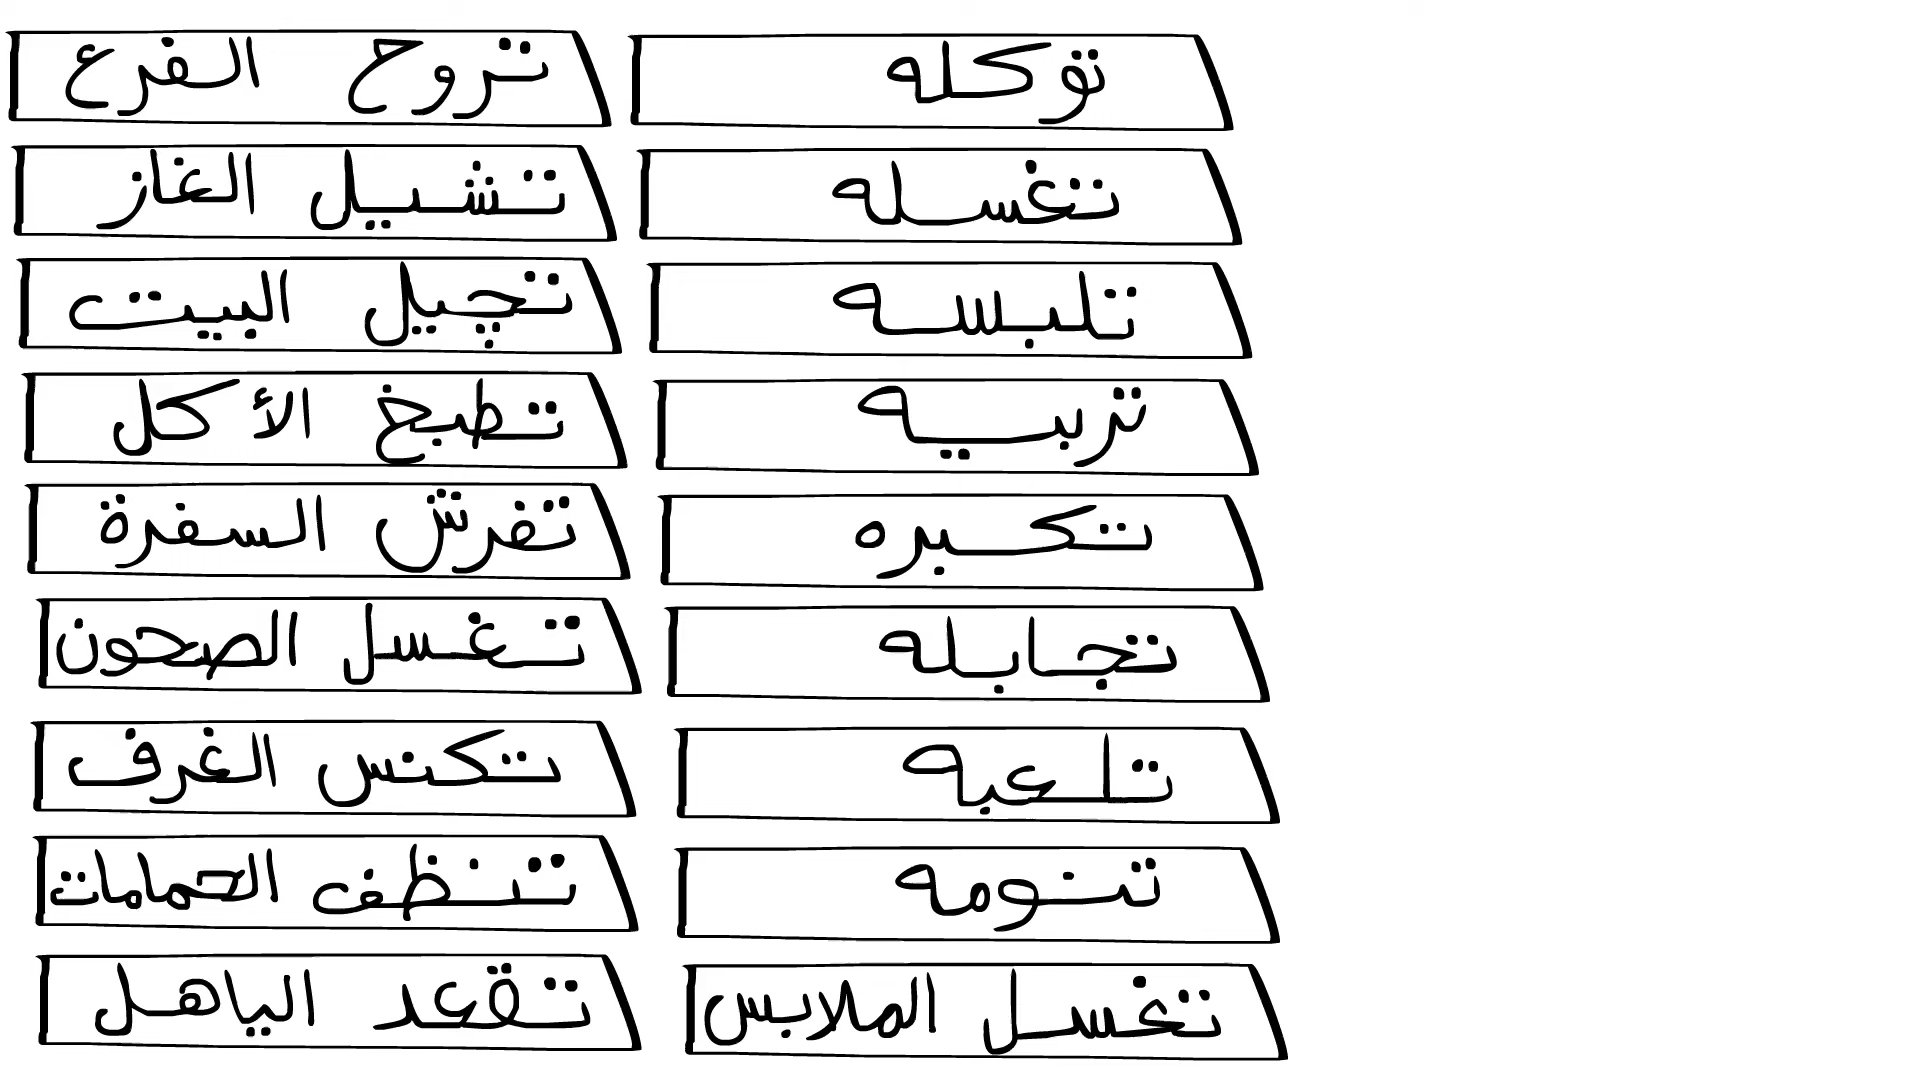 تروح الفرع
تشيل الغاز
تچيل البيت
تطبخ الأكل
تفرش السفرة
تغسل الصحون
تكنس الغرف
تنظف الحمامات
تقعد الياهل
توكله
تغسله
تلبسه
تربيه
تكبره
تجابله
تلعبه
تنومه
تغسل الملابس